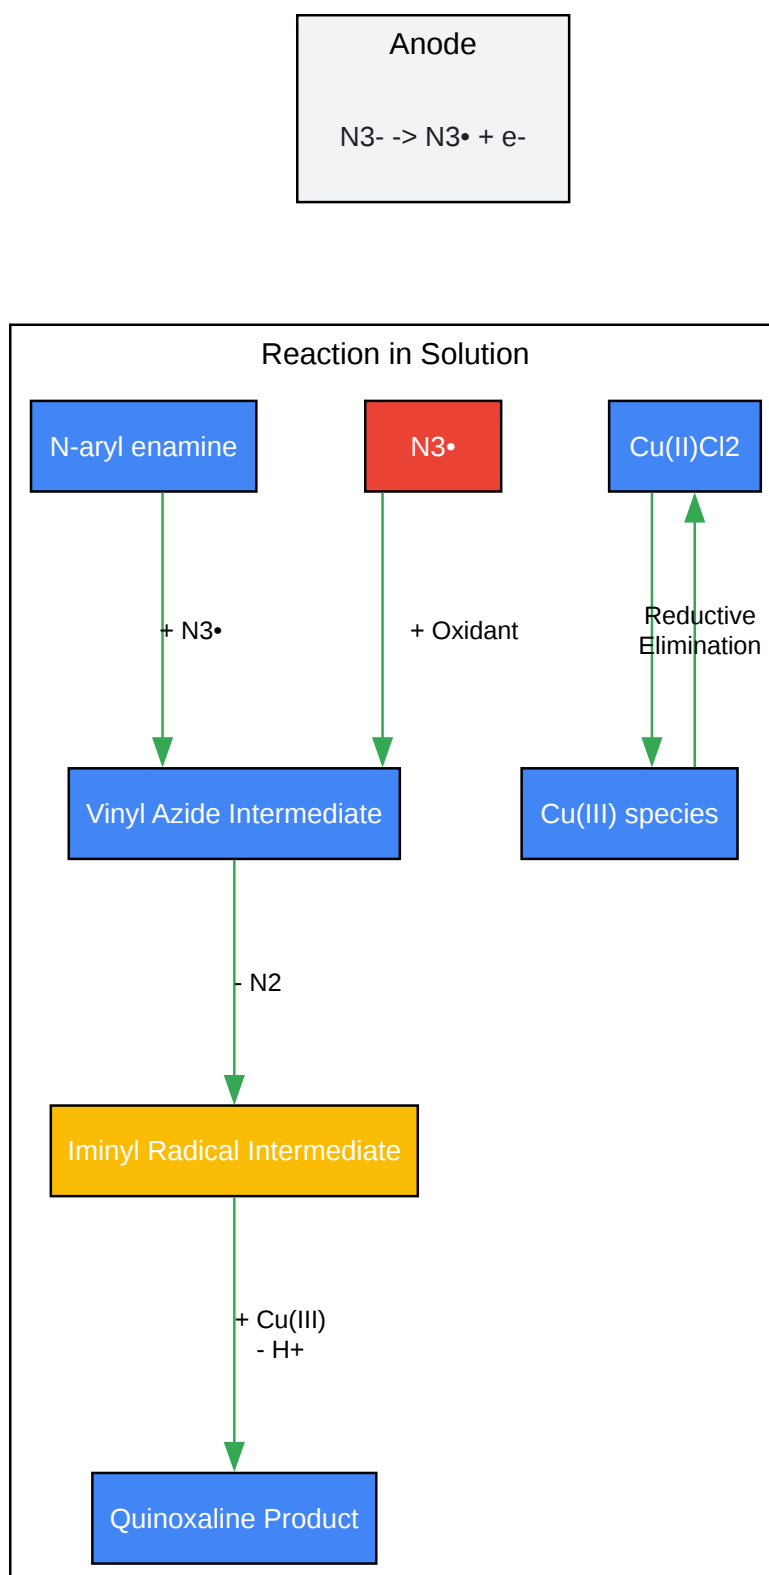 Anode
N3- -> N3• + e-
Reaction in Solution
N-aryl enamine
N3•
Cu(II)Cl2
+ N3•
+ Oxidant
Reductive
Elimination
Vinyl Azide Intermediate
Cu(III) species
- N2
Iminyl Radical Intermediate
+ Cu(III)
- H+
Quinoxaline Product